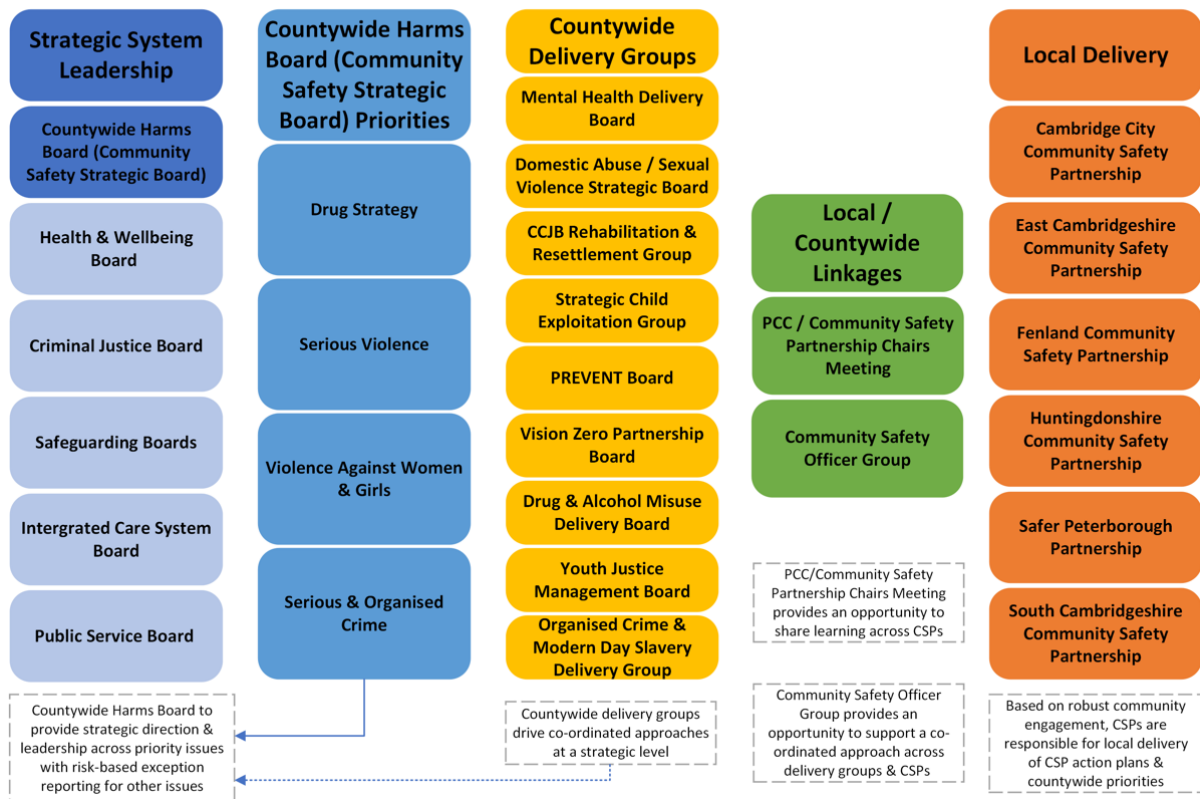 Strategic System
Leadership
Countywide Harms
Board (Community
Safety Strategic Board)
Health & Wellbeing
Board
Criminal Justice Board
Safeguarding Boards
Intergrated Care System
Board
Public Service Board
Countywide Harms Board to
provide strategic direction &
leadership across priority issues
with risk-based exception
reporting for other issues
Countywide Harms
Board (Community
Safety Strategic
Board) Priorities
Drug Strategy
Serious Violence
Violence Against Women
& Girls
Serious & Organised
Crime
Countywide
Delivery Groups
Mental Health Delivery
Board
Domestic Abuse / Sexual
Violence Strategic Board
CCJB Rehabilitation &
Resettlement Group
Strategic Child
Exploitation Group
PREVENT Board
Vision Zero Partnership
Board
Drug & Alcohol Misuse
Delivery Board
Youth Justice
Management Board
Organised Crime &
Modern Day Slavery
Delivery Group
Countywide delivery groups
drive co-ordinated approaches
at a strategic level
Local /
Countywide
Linkages
PCC / Community Safety
Partnership Chairs
Meeting
Community Safety
Officer Group
PCC/Community Safety
Partnership Chairs Meeting
provides an opportunity to
share learning across CSPs
Community Safety Officer
Group provides an
opportunity to support a co-
ordinated approach across
delivery groups & CSPs
Local Delivery
Cambridge City
Community Safety
Partnership
East Cambridgeshire
Community Safety
Partnership
Fenland Community
Safety Partnership
Huntingdonshire
Community Safety
Partnership
Safer Peterborough
Partnership
South Cambridgeshire
Community Safety
Partnership
Based on robust community
engagement, CSPs are
responsible for local delivery
of CSP action plans &
countywide priorities